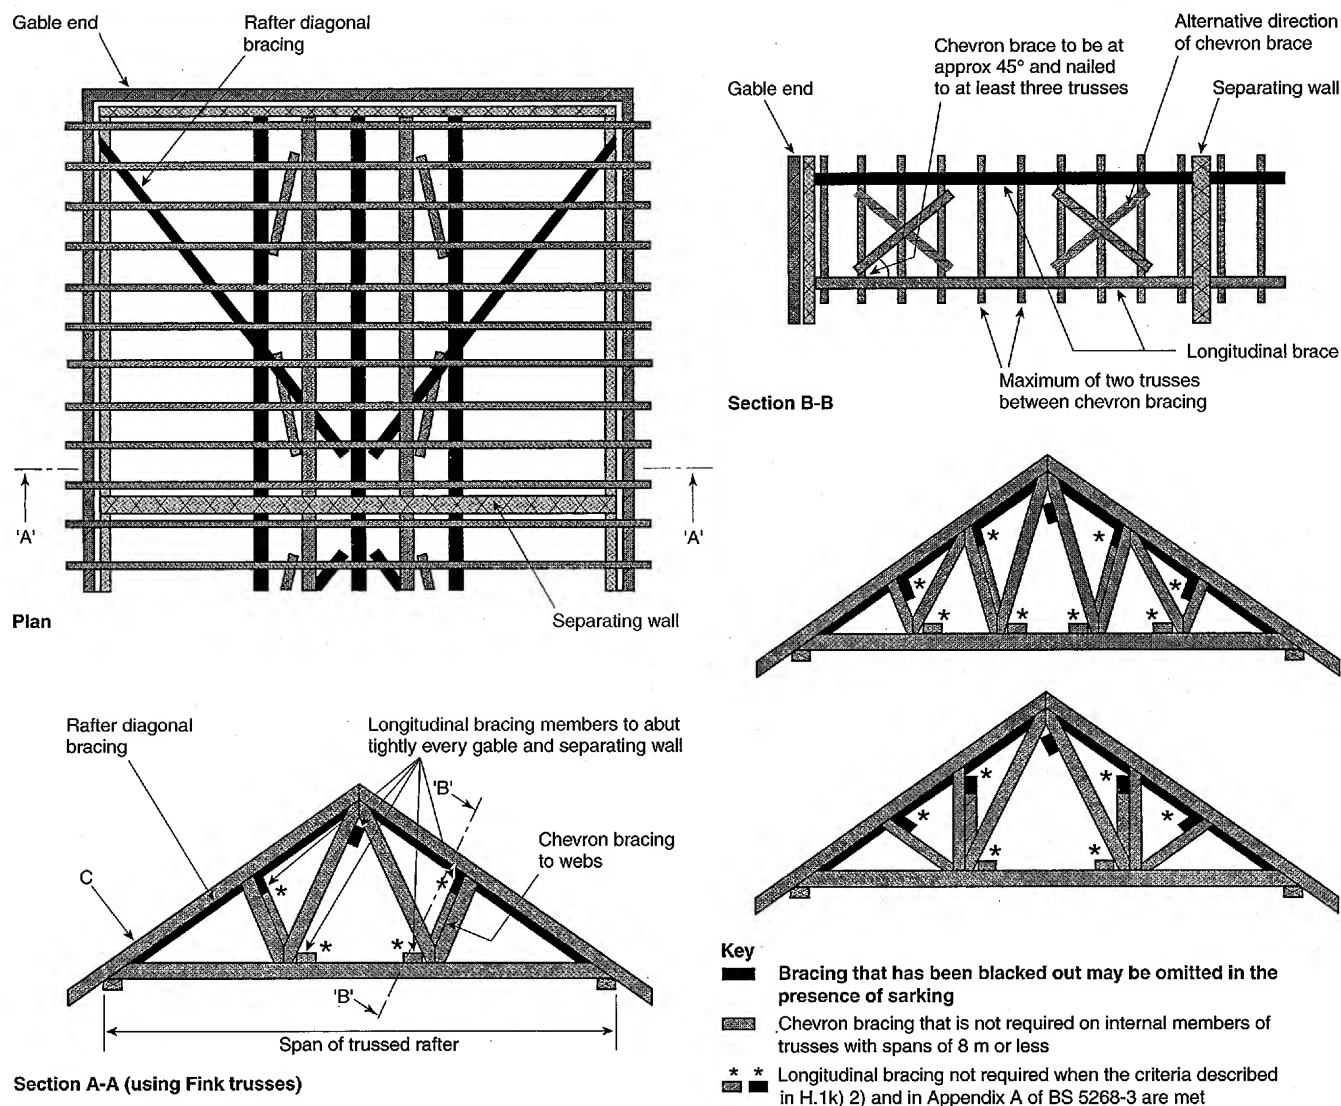 Gable end
Rafter diagonal
bracing
'A'
'A'
Plan
Separating wall
Chevron brace to be at
approx 45° and nailed
to at least three trusses
Alternative direction
of chevron brace
Gable end
Separating wall
Longitudinal brace
Maximum of two trusses
between chevron bracing
Section B-B
Rafter diagonal
bracing
Longitudinal bracing members to abut
tightly every gable and separating wall
'B'
Chevron bracing
to webs
C
*
*
*
'B'
Span of trussed rafter
Section A-A (using Fink trusses)
* *
* *
* * * *
* *
* *
* *
Key
Bracing that has been blacked out may be omitted in the
presence of sarking
Chevron bracing that is not required on internal members of
trusses with spans of 8 m or less
* * Longitudinal bracing not required when the criteria described
in H.1k) 2) and in Appendix A of BS 5268-3 are met